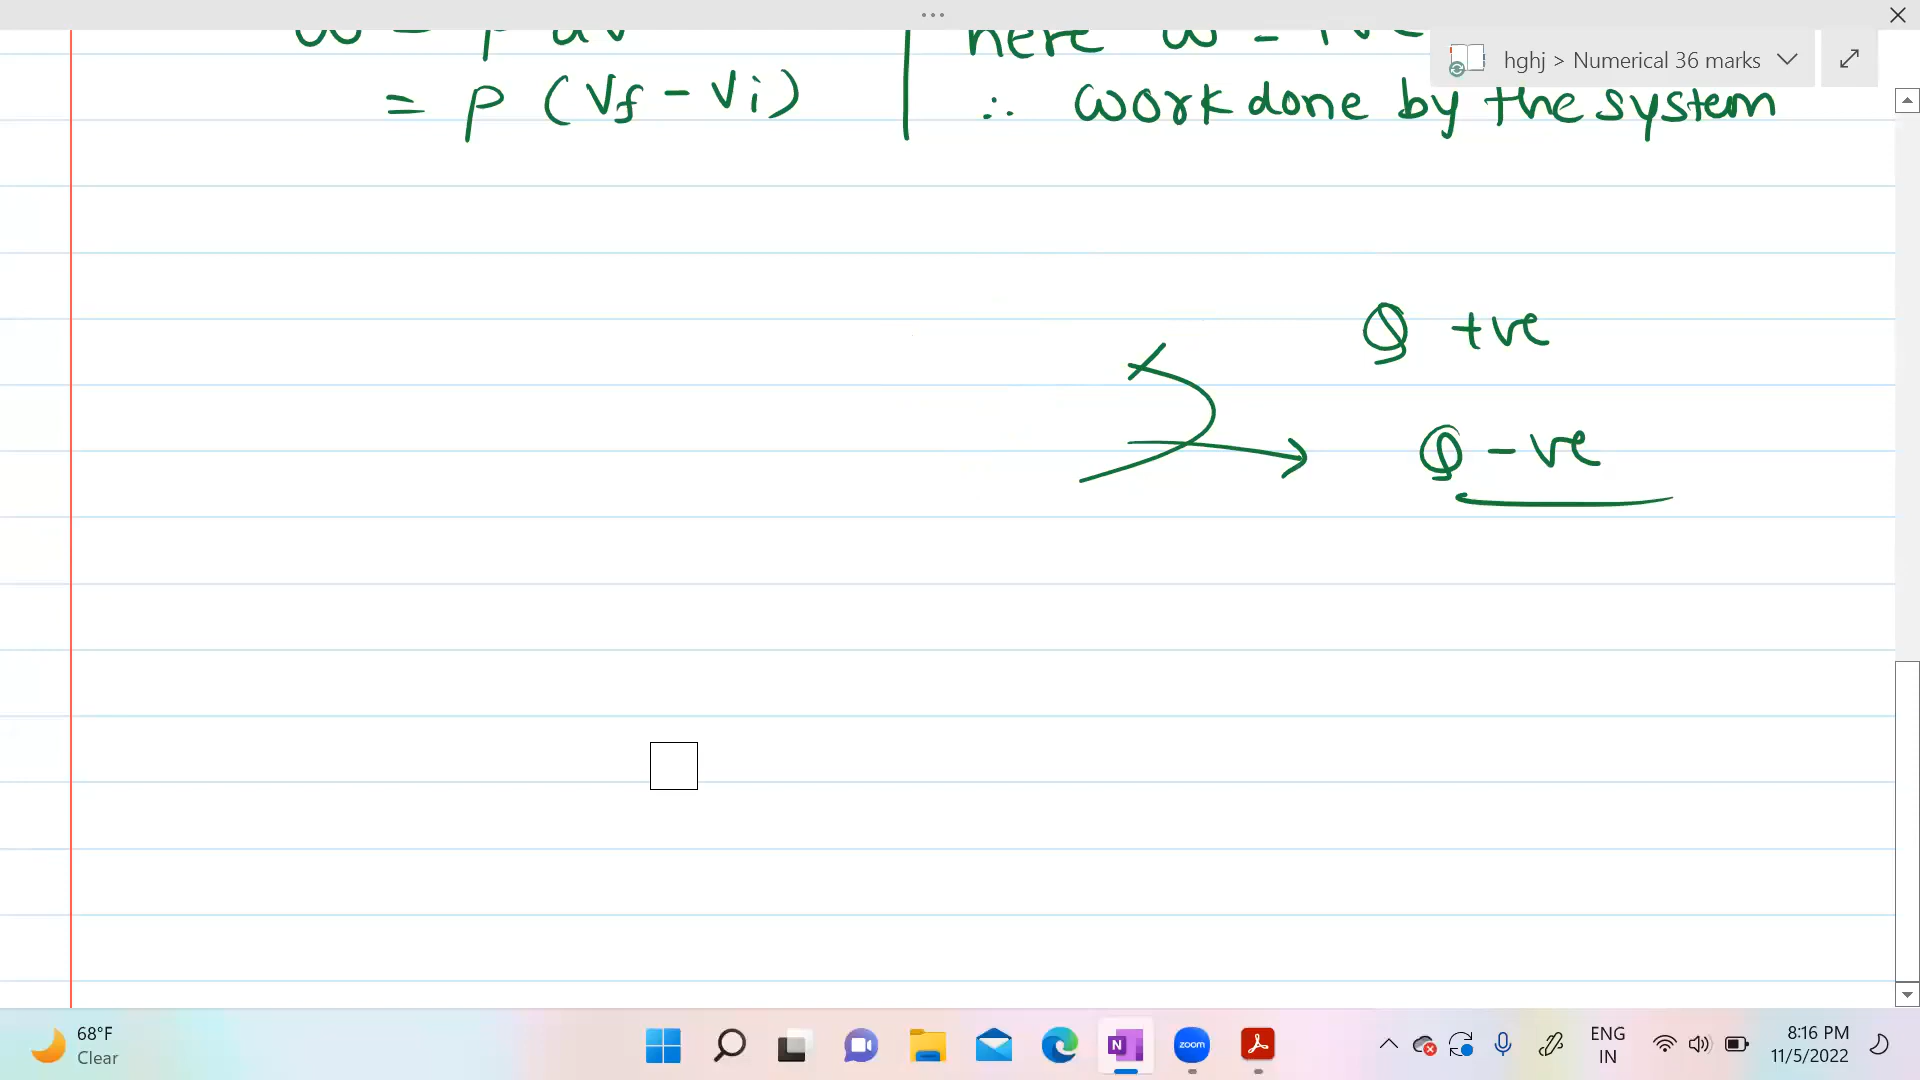 hghj > Numerical 36 marks
= p (Vf - Vi)
∴ work done by the system
Q +ve
Q -ve
68°F
Clear
zoom
ENG
IN
8:16 PM
11/5/2022